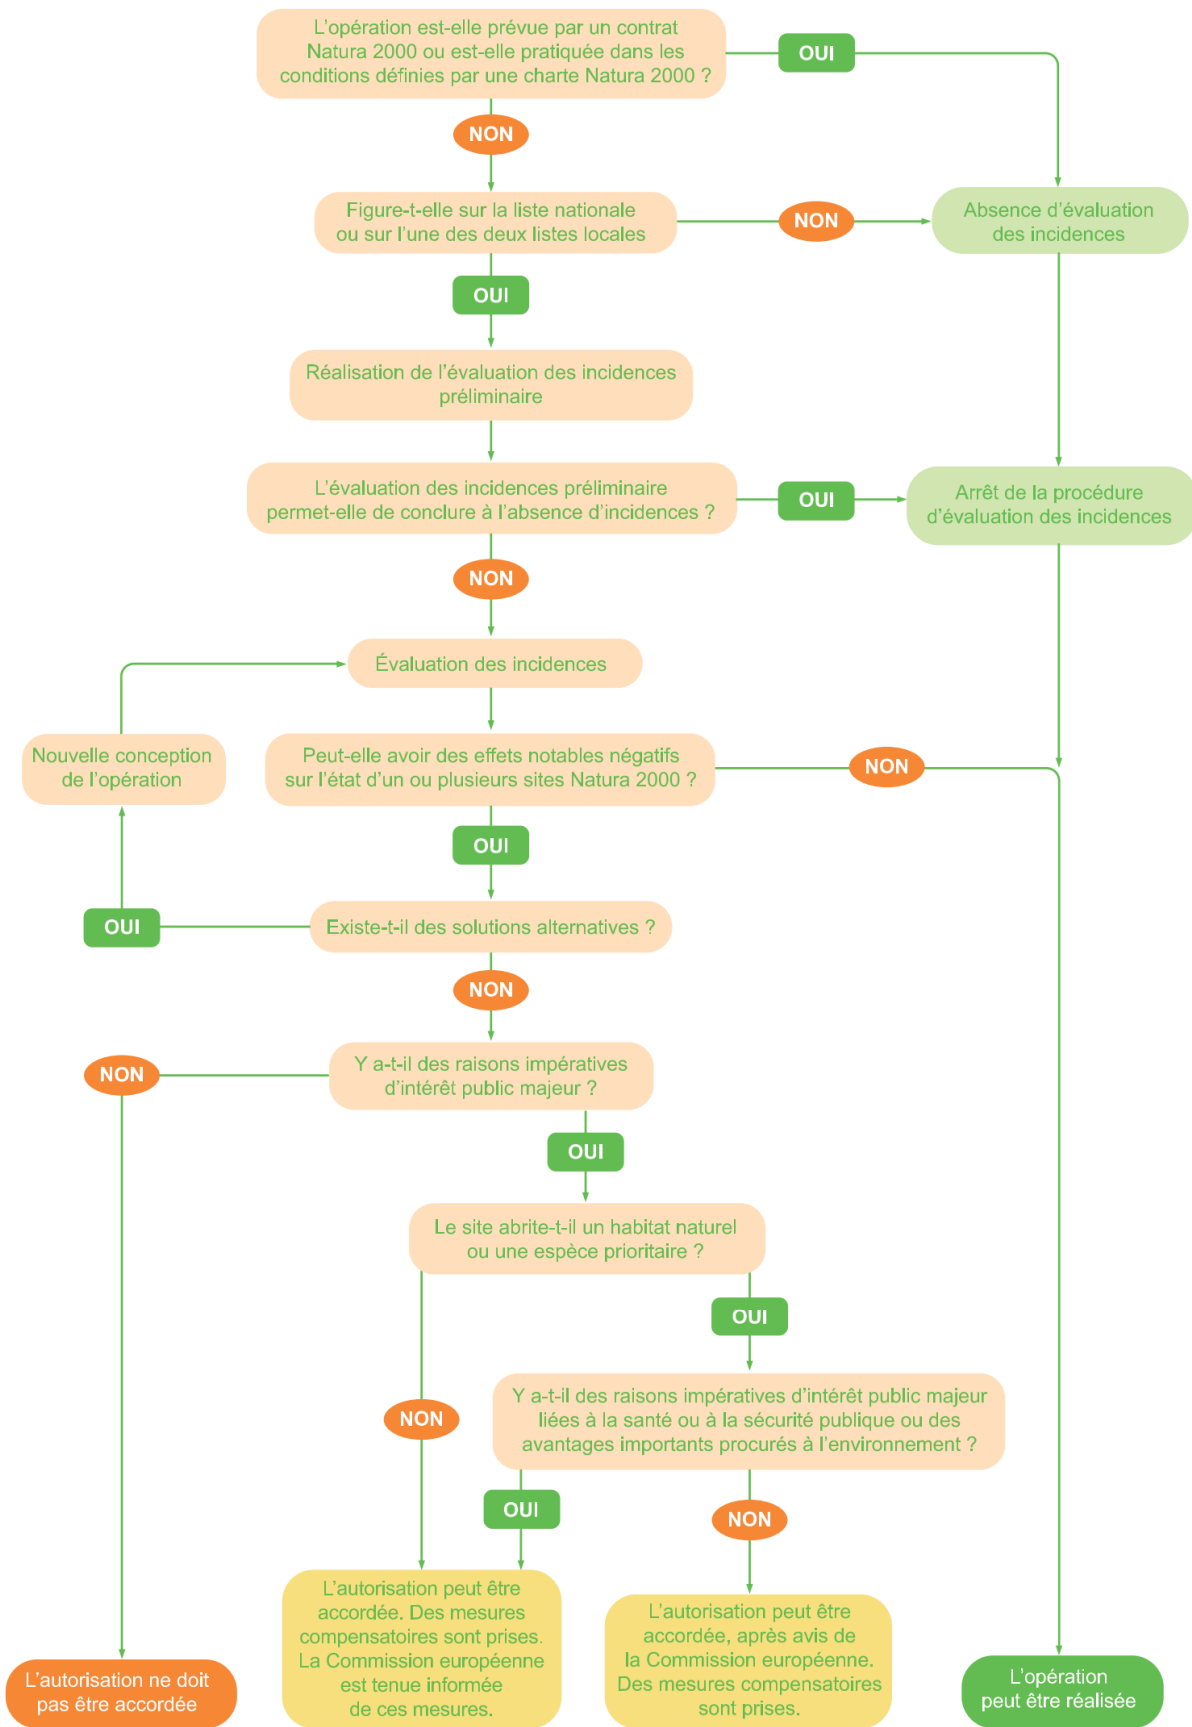 L'opération est-elle prévue par un contrat
Natura 2000 ou est-elle pratiquée dans les
conditions définies par une charte Natura 2000 ?
OUI
NON
Figure-t-elle sur la liste nationale
ou sur l'une des deux listes locales
NON
Absence d'évaluation
des incidences
OUI
Réalisation de l'évaluation des incidences
préliminaire
L'évaluation des incidences préliminaire
permet-elle de conclure à l'absence d'incidences ?
OUI
Arrêt de la procédure
d'évaluation des incidences
NON
Évaluation des incidences
Nouvelle conception
de l'opération
Peut-elle avoir des effets notables négatifs
sur l'état d'un ou plusieurs sites Natura 2000 ?
NON
OUI
OUI
Existe-t-il des solutions alternatives ?
NON
Y a-t-il des raisons impératives
d'intérêt public majeur ?
NON
OUI
Le site abrite-t-il un habitat naturel
ou une espèce prioritaire ?
OUI
NON
Y a-t-il des raisons impératives d'intérêt public majeur
liées à la santé ou à la sécurité publique ou des
avantages importants procurés à l'environnement ?
OUI
NON
L'autorisation ne doit
pas être accordée
L'autorisation peut être
accordée. Des mesures
compensatoires sont prises.
La Commission européenne
est tenue informée
de ces mesures.
L'autorisation peut être
accordée, après avis de
la Commission européenne.
Des mesures compensatoires
sont prises.
L'opération
peut être réalisée